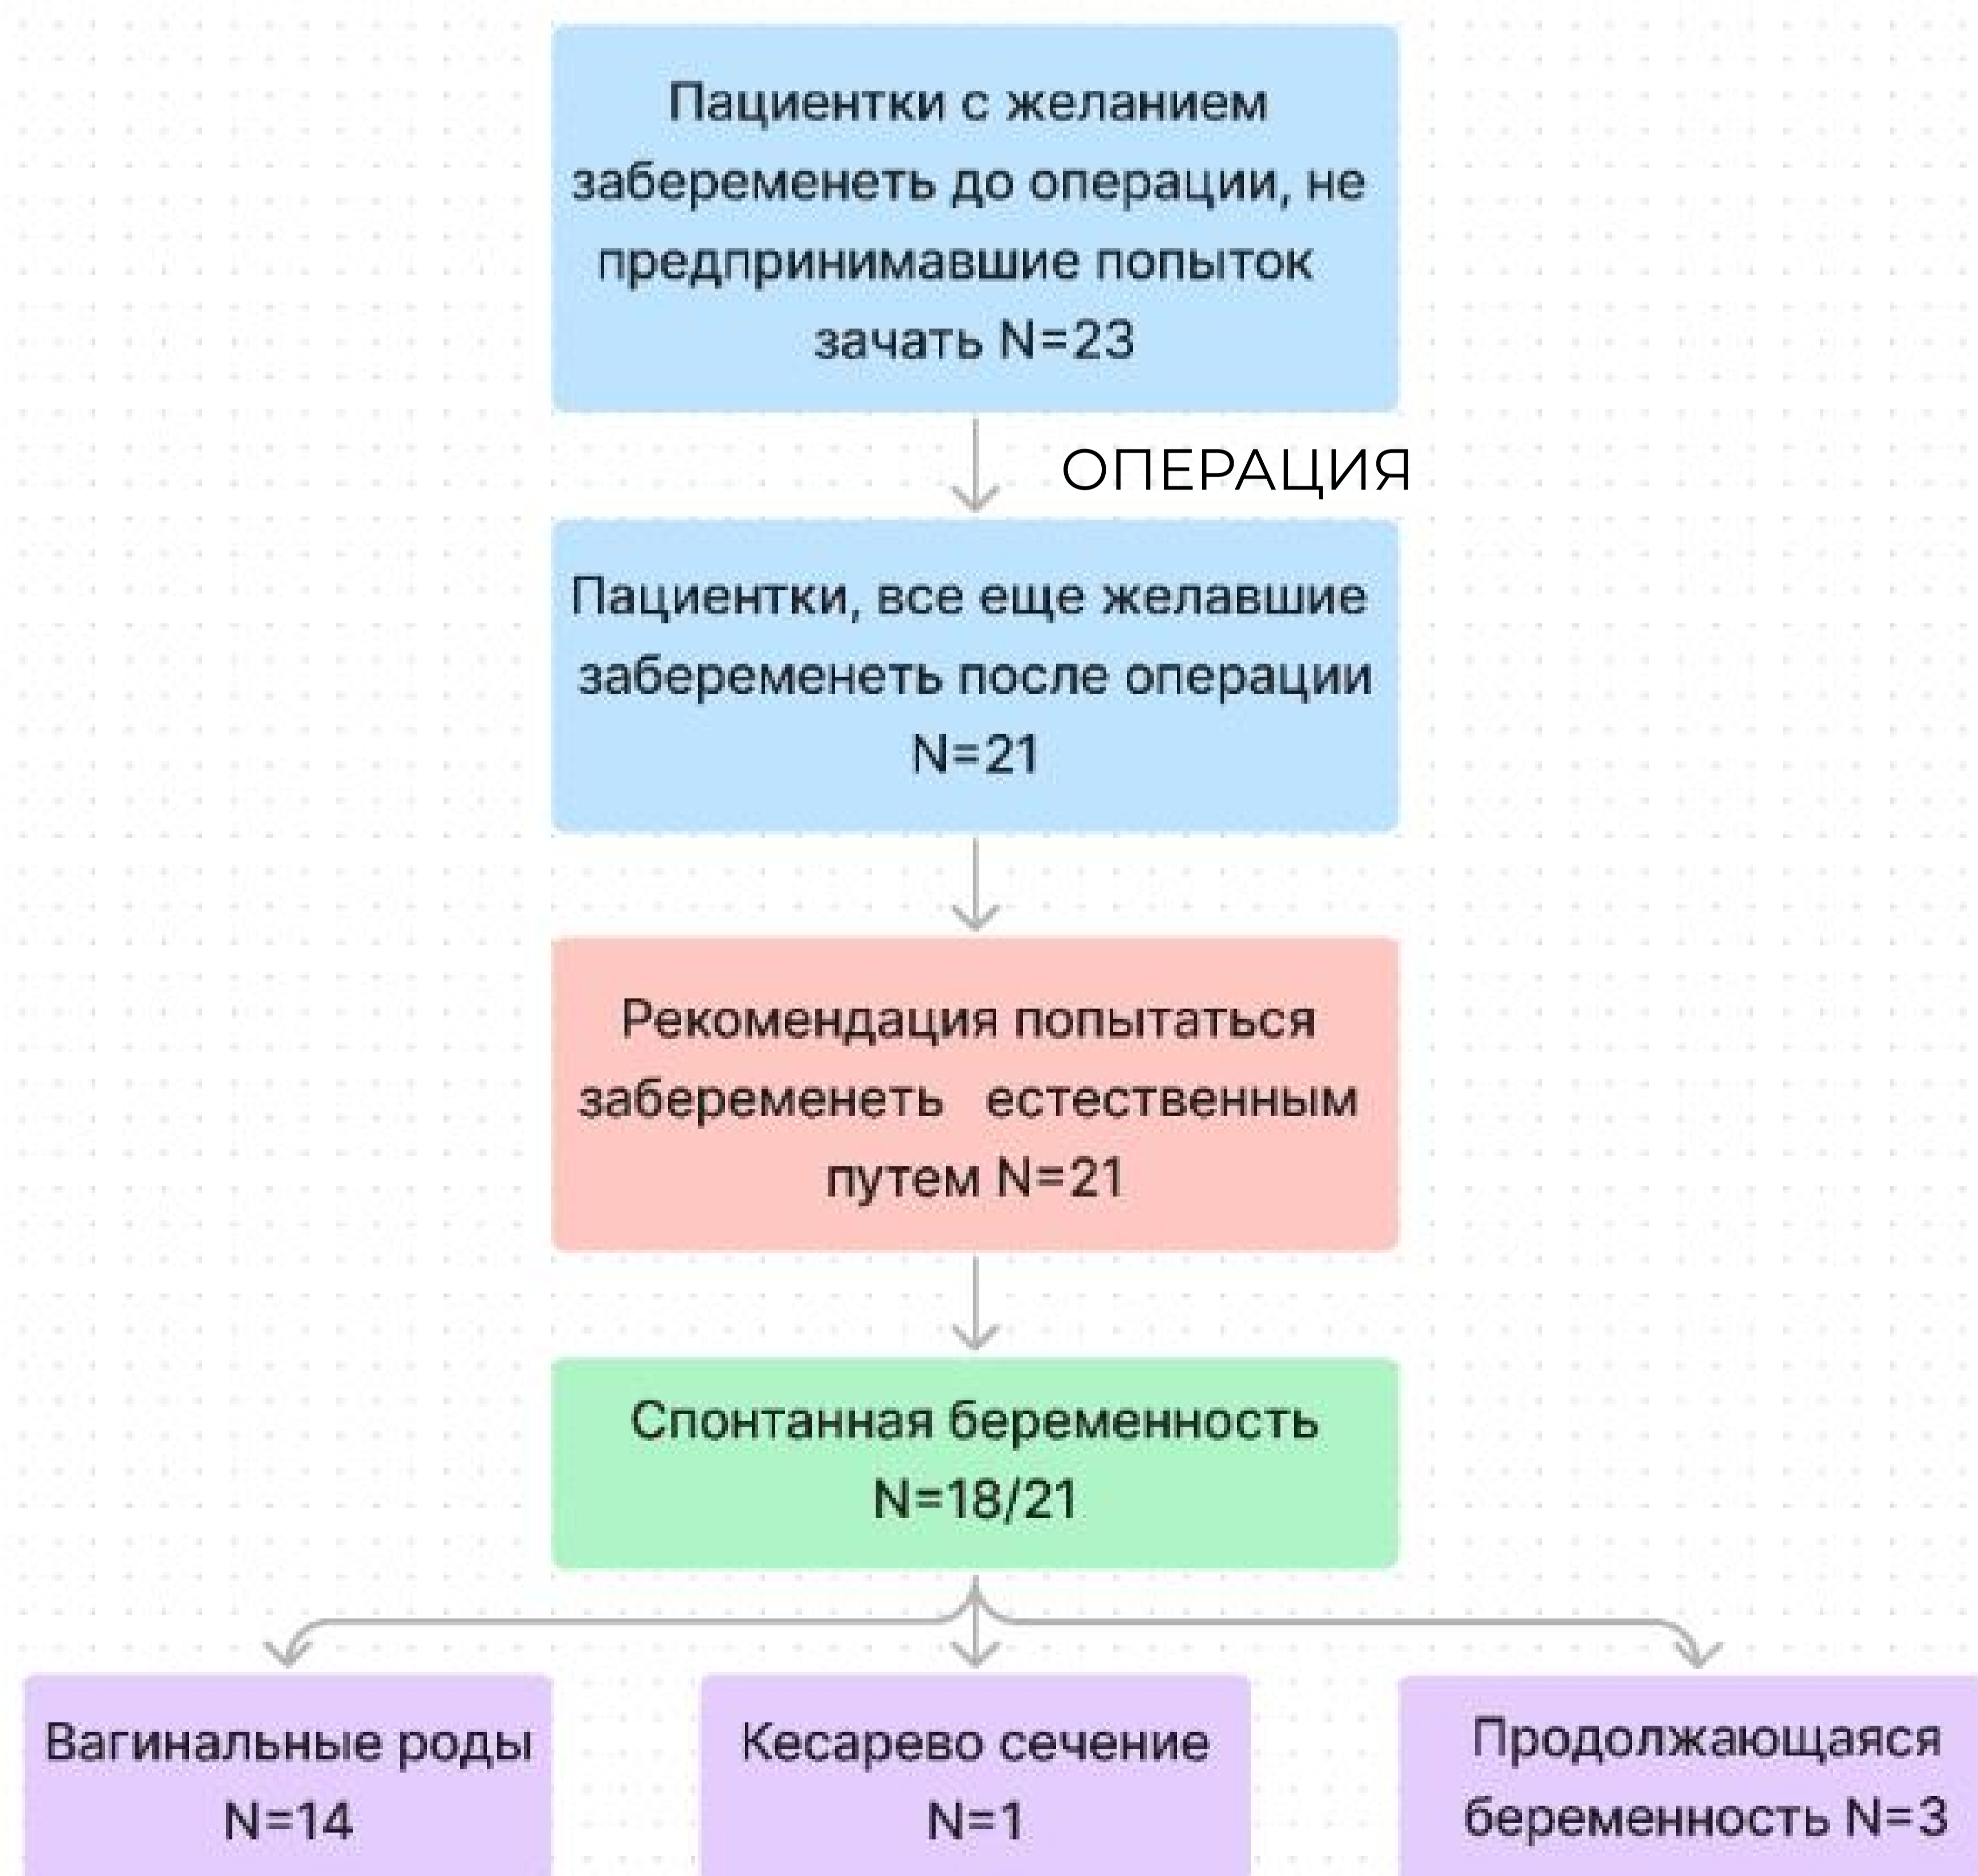 Пациентки с желанием
забеременеть до операции, не
предпринимавшие попыток
зачать N=23
ОПЕРАЦИЯ
Пациентки, все еще желавшие
забеременеть после операции
N=21
Рекомендация попытаться
забеременеть естественным
путем N=21
Спонтанная беременность
N=18/21
Вагинальные роды
N=14
Кесарево сечение
N=1
Продолжающаяся
беременность N=3